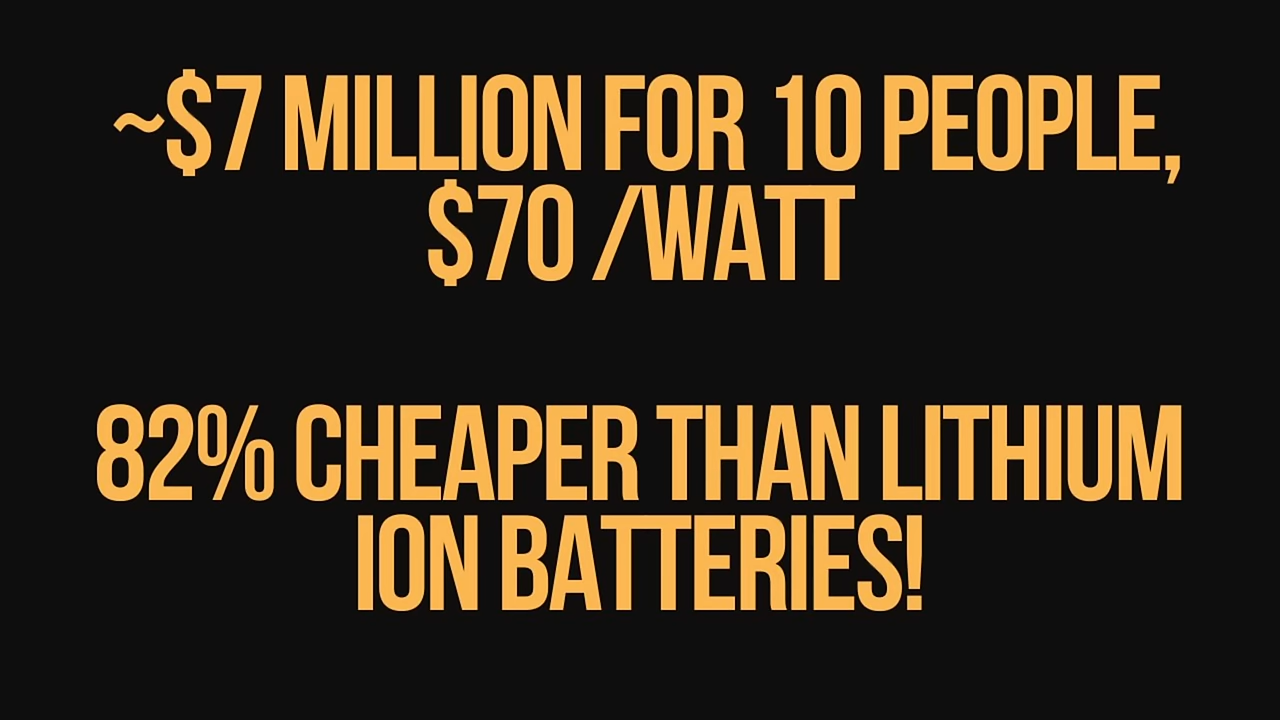 ~$7 MILLION FOR 10 PEOPLE,
$70 /WATT
82% CHEAPER THAN LITHIUM
ION BATTERIES!